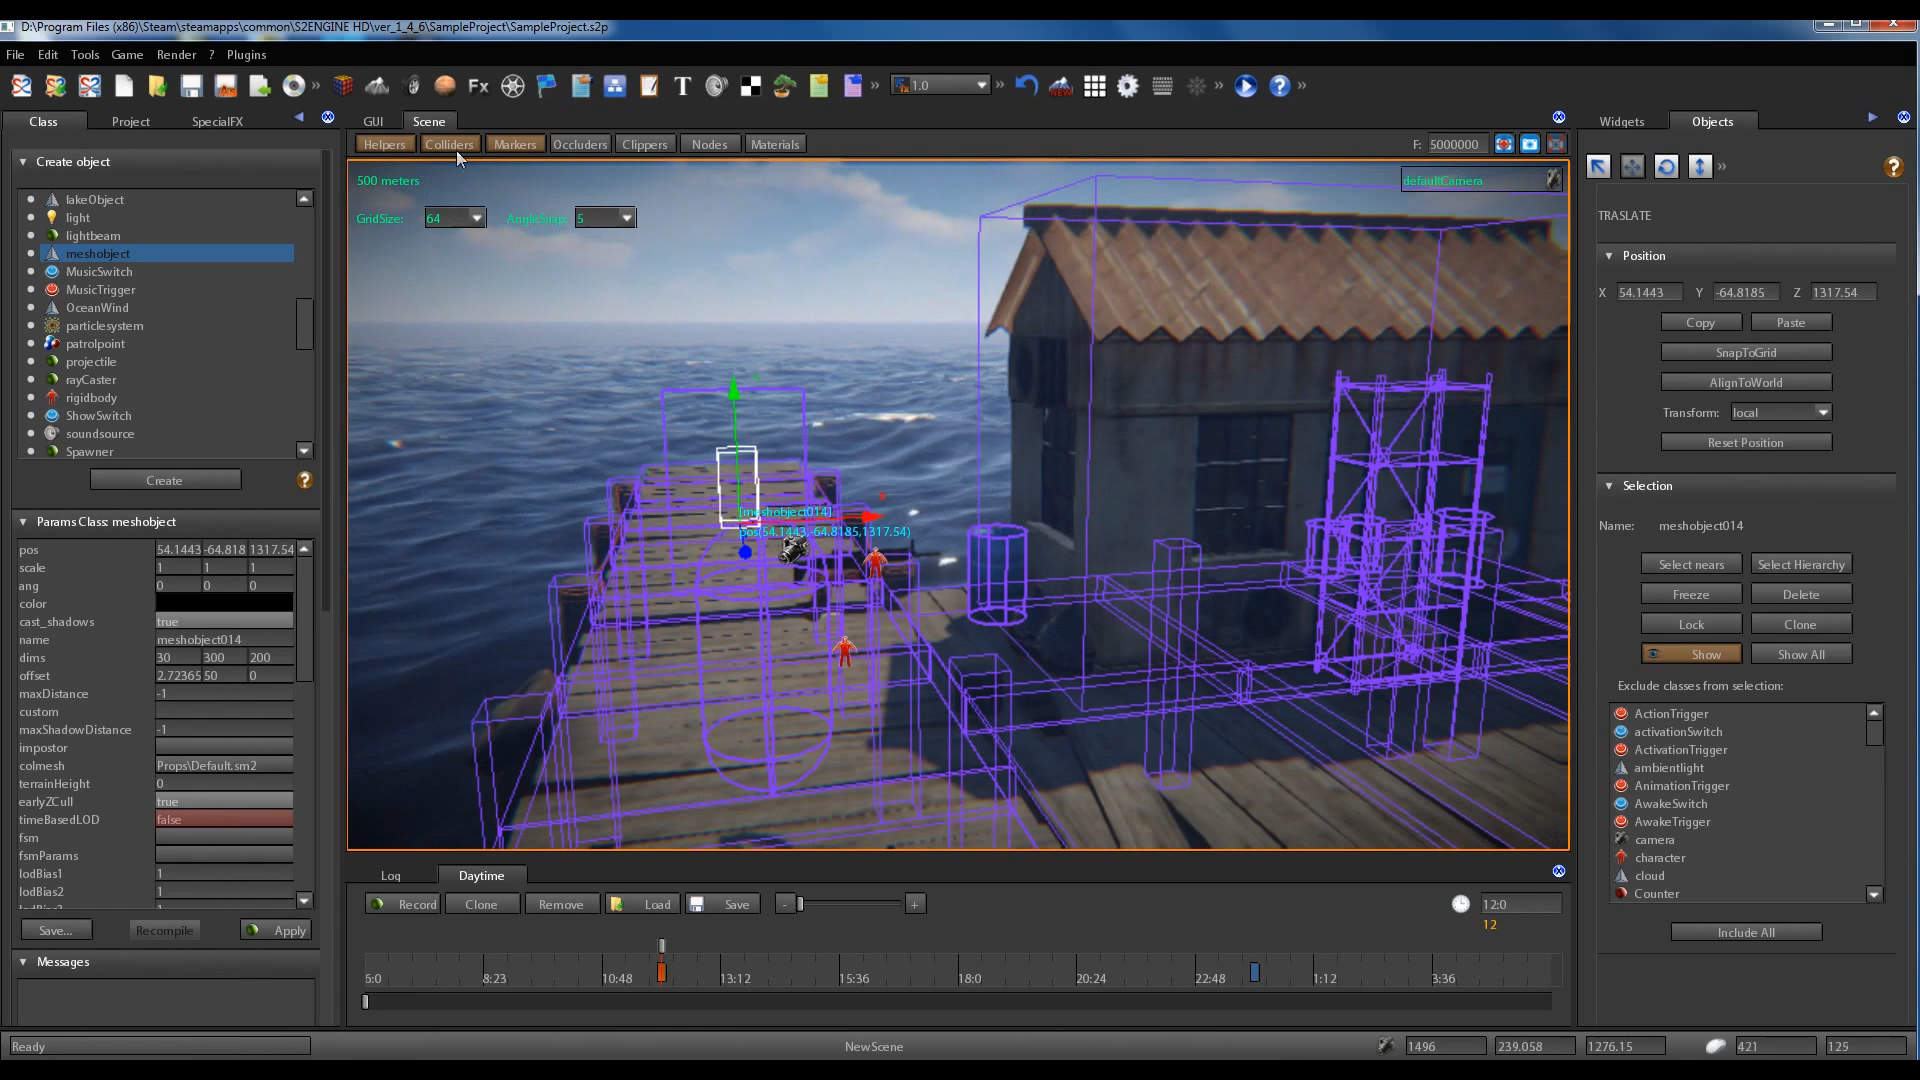 D:\Program Files (x86)\Steam\steamapps\common\S2ENGINE HD\ver_1_4_6\SampleProject\SampleProject.s2p
File Edit Tools Game Render ? Plugins
Fx T 1.0
Class Project SpecialFX
GUI Scene
Widgets Objects
Helpers Colliders Markers Occluders Clippers Nodes Materials F: 5000000
Create object
lakeObject
light
lightbeam
meshobject
MusicSwitch
MusicTrigger
OceanWind
particlesystem
patrolpoint
projectile
rayCaster
rigidbody
ShowSwitch
soundsource
Spawner
Create
Params Class: meshobject
pos 54.1443 -64.818 1317.54
scale 1 1 1
ang 0 0 0
color
cast_shadows true
name meshobject014
dims 30 300 200
offset 2.72365 50 0
maxDistance -1
custom
maxShadowDistance -1
impostor
colmesh Props\Default.sm2
terrainHeight 0
earlyZCull true
timeBasedLOD false
fsm
fsmParams
lodBias1 1
lodBias2 1
Save... Recompile Apply
Messages
500 meters defaultCamera
GridSize: 64 AngleSnap: 5
[meshobject014]
pos(54.1443,-64.8185,1317.54)
Log Daytime
Record Clone Remove Load Save - + 12:0
12
6:0 8:23 10:48 13:12 15:36 18:0 20:24 22:48 1:12 3:36
TRASLATE
Position
X 54.1443 Y -64.8185 Z 1317.54
Copy Paste
SnapToGrid
AlignToWorld
Transform: local
Reset Position
Selection
Name: meshobject014
Select nears Select Hierarchy
Freeze Delete
Lock Clone
Show Show All
Exclude classes from selection:
ActionTrigger
activationSwitch
ActivationTrigger
ambientlight
AnimationTrigger
AwakeSwitch
AwakeTrigger
camera
character
cloud
Counter
Include All
Ready NewScene 1496 239.058 1276.15 421 125